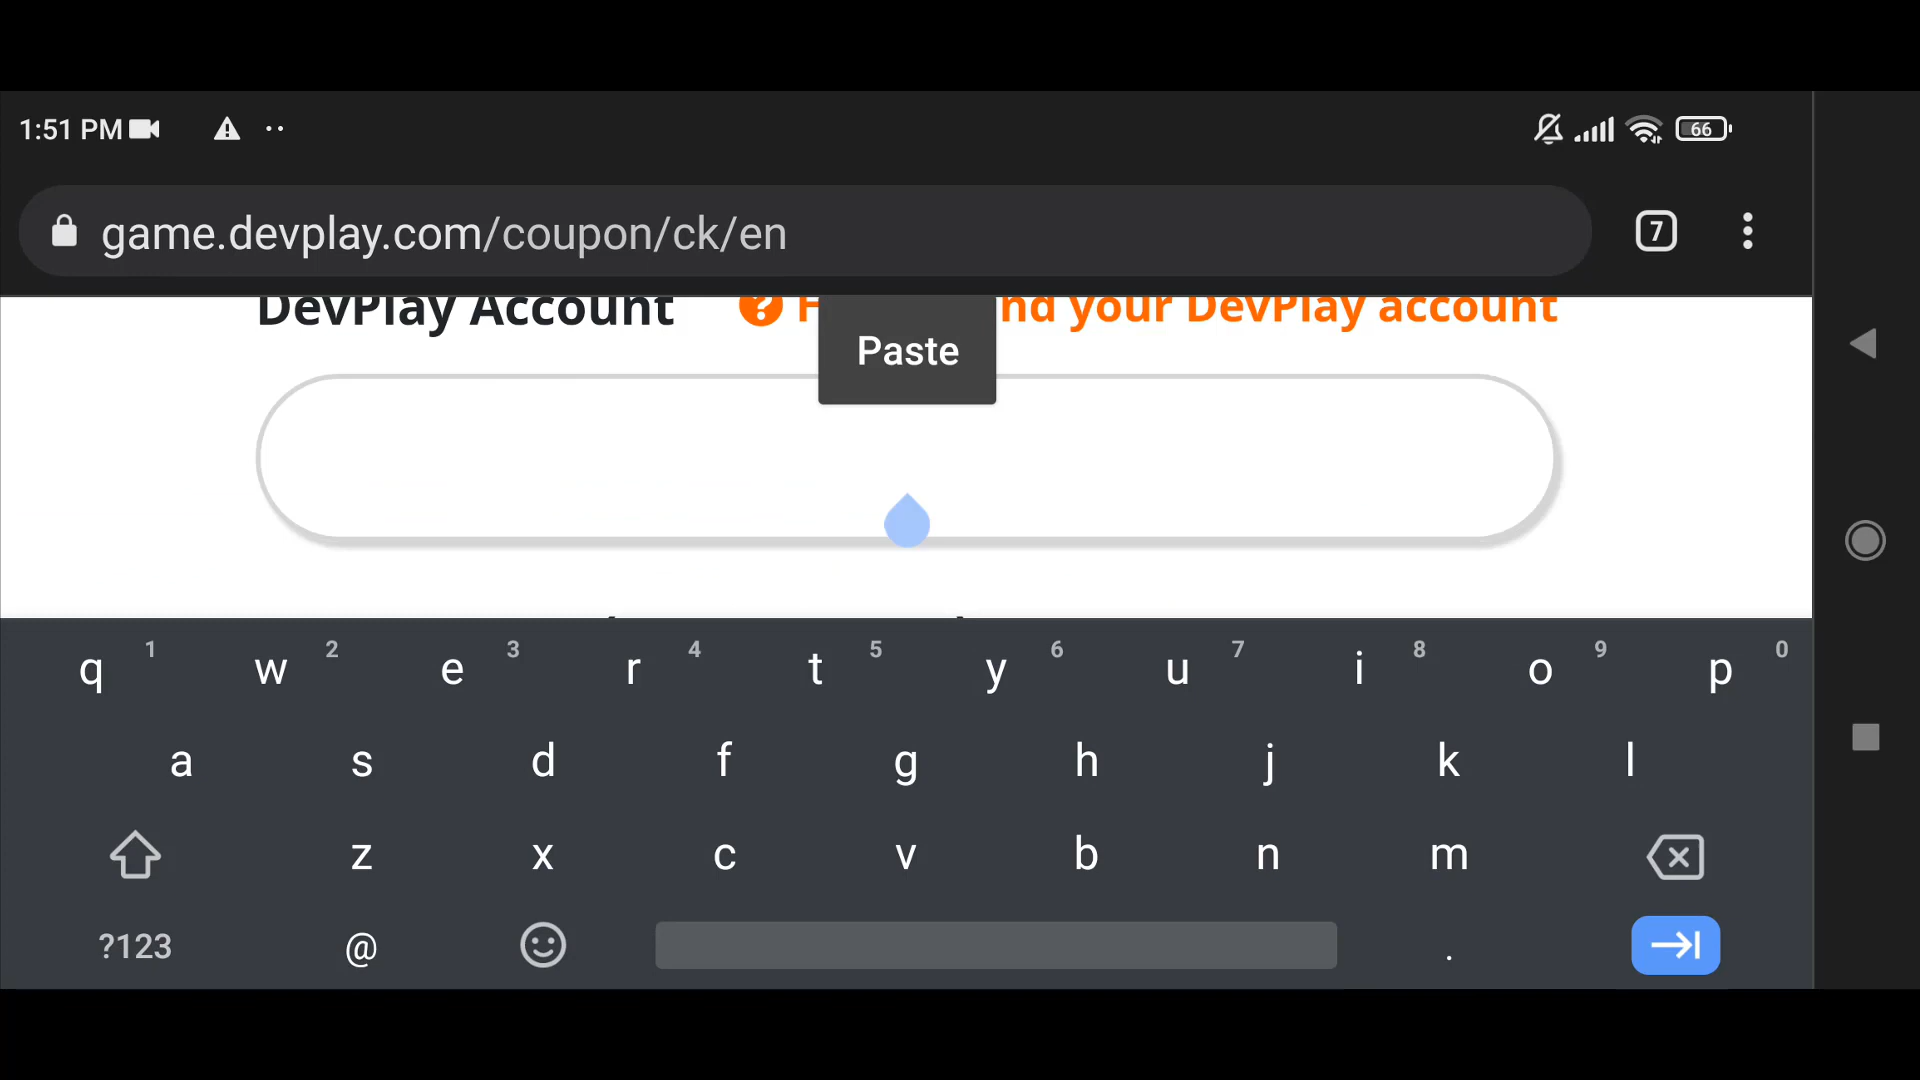 1:51 PM
66
game.devplay.com/coupon/ck/en
7
DevPlay Account
nd your DevPlay account
Paste
q 1 w 2 e 3 r 4 t 5 y 6 u 7 i 8 o 9 p 0
a s d f g h j k l
z x c v b n m
?123 @ .